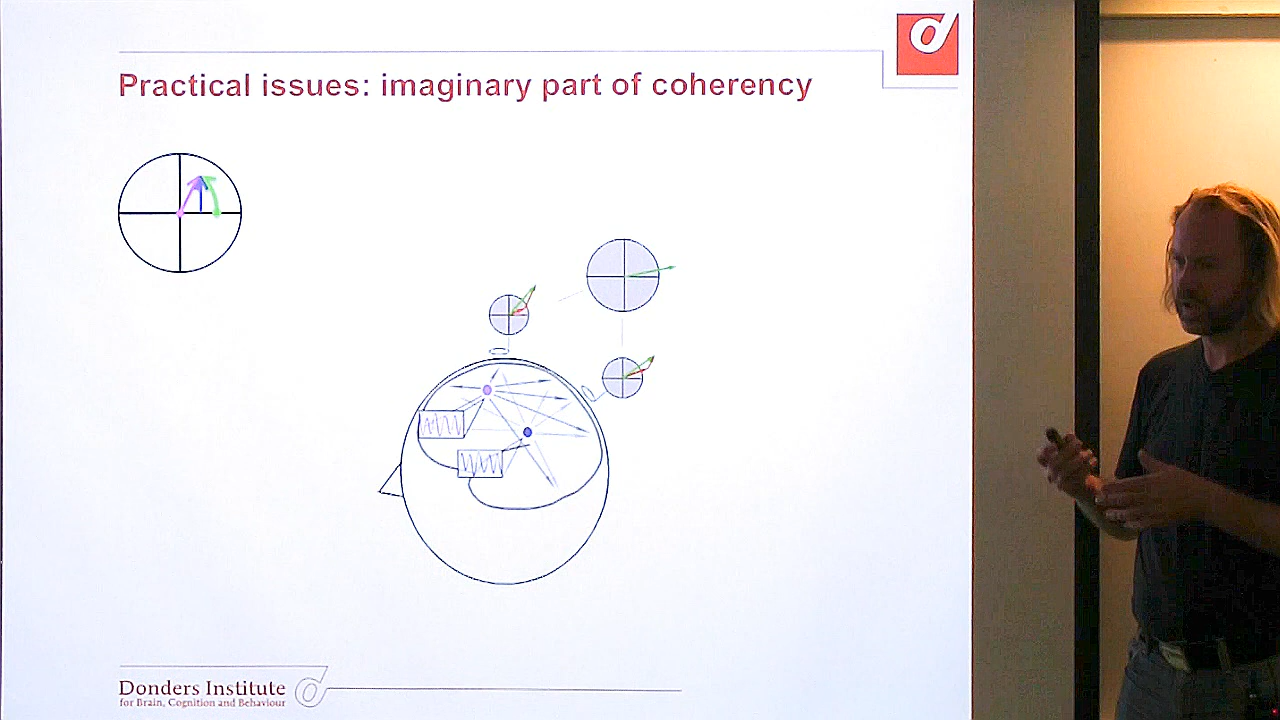 Practical issues: imaginary part of coherency
Donders Institute
for Brain, Cognition and Behaviour